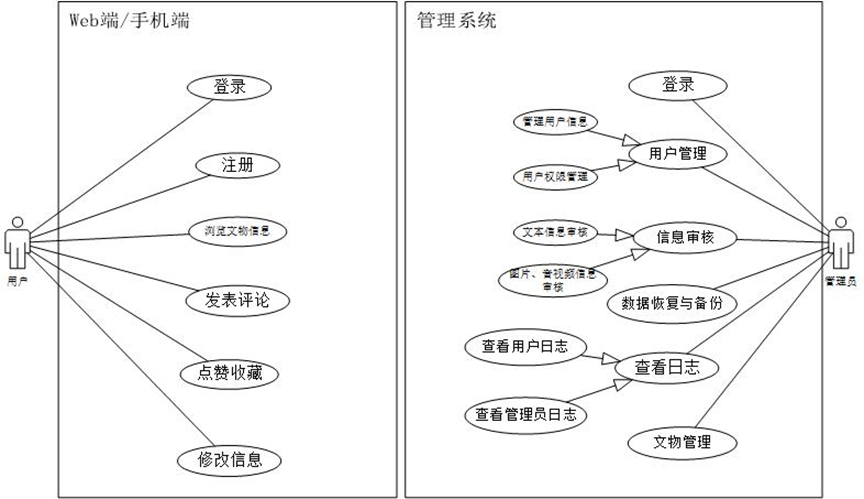 Web端/手机端
登录
注册
浏览文物信息
发表评论
点赞收藏
修改信息
用户
管理系统
登录
管理用户信息
用户管理
用户权限管理
文本信息审核
信息审核
图片、音视频信息
审核
数据恢复与备份
查看用户日志
查看日志
查看管理员日志
文物管理
管理员